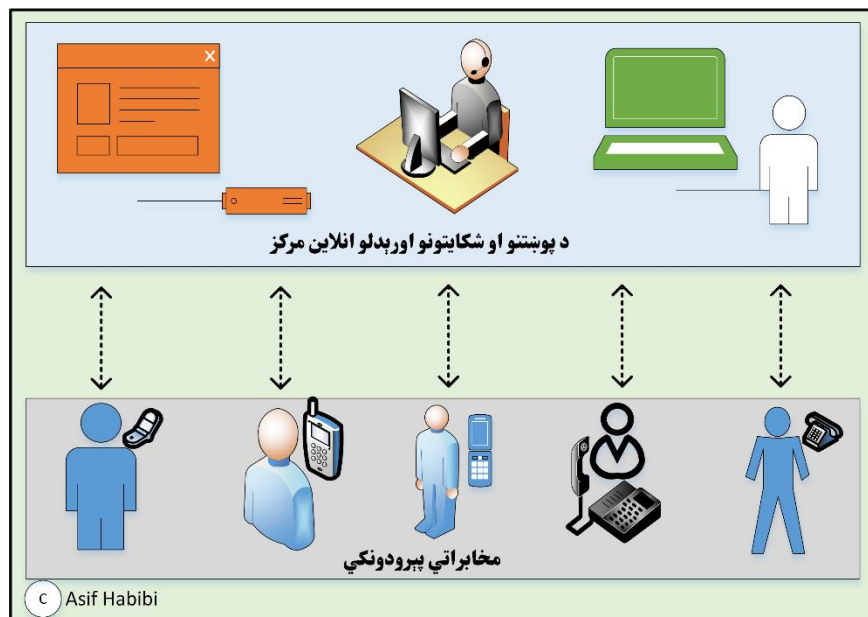 د پوښتنو او شکایتونو اورېدلو انلاین مرکز
مخابراتي پېرودونکي
C Asif Habibi